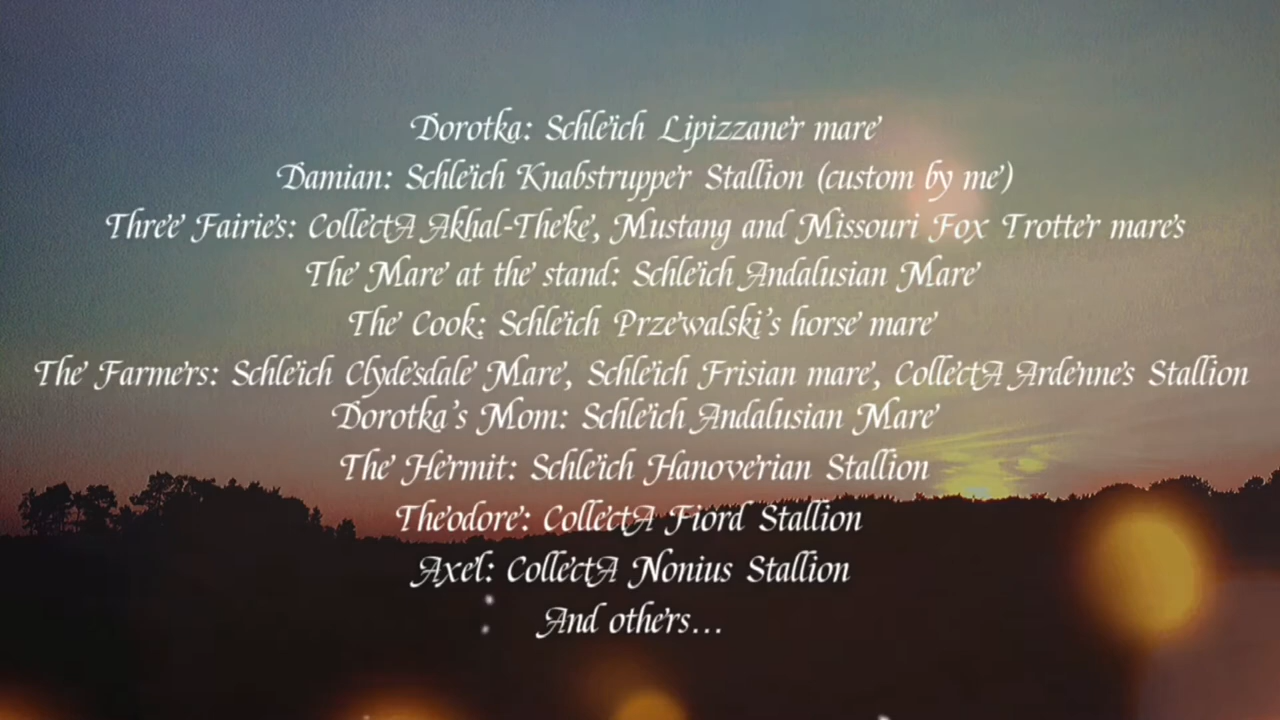 Dorotka: Schleich Lipizzaner mare
Damian: Schleich Knabstrupper Stallion (custom by me)
Three Fairies: CollectA Akhal-Theke, Mustang and Missouri Fox Trotter mares
The Mare at the stand: Schleich Andalusian Mare
The Cook: Schleich Przewalski's horse mare
The Farmers: Schleich Clydesdale Mare, Schleich Frisian mare, CollectA Ardennes Stallion
Dorotka's Mom: Schleich Andalusian Mare
The Hermit: Schleich Hanoverian Stallion
Theodore: CollectA Fiord Stallion
Axel: CollectA Nonius Stallion
And others...